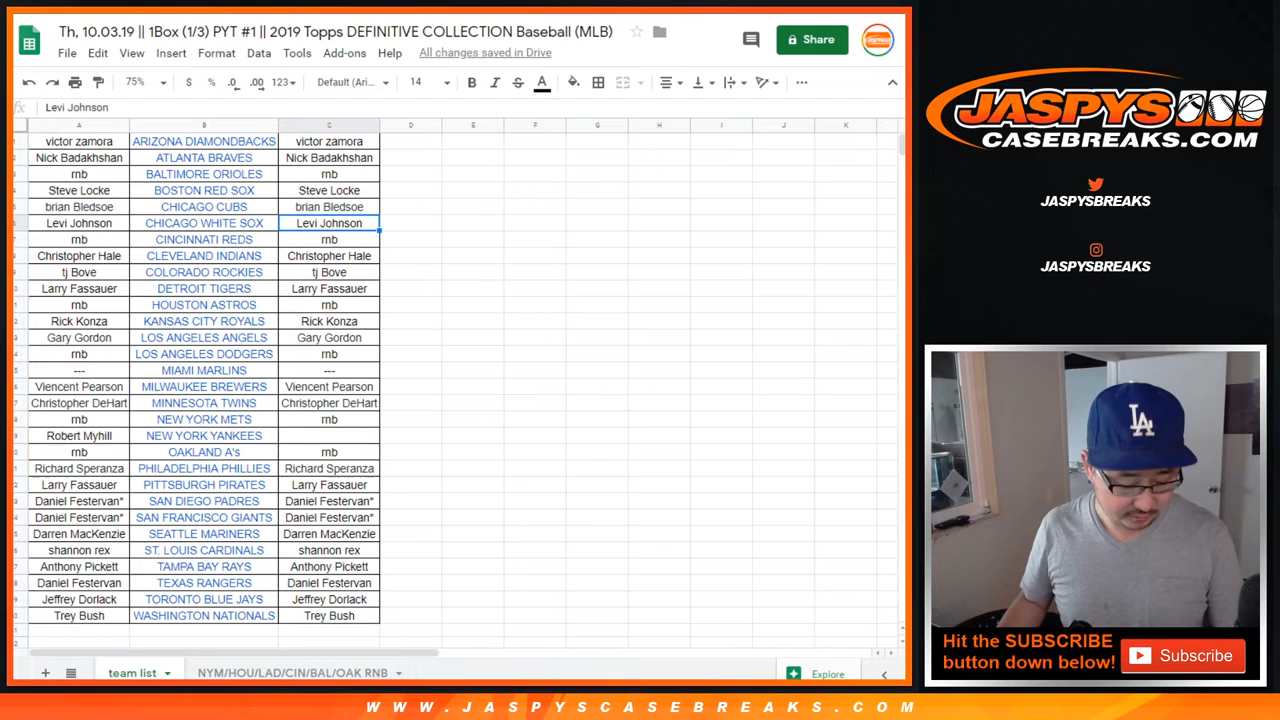 Th, 10.03.19 || 1Box (1/3) PYT #1 || 2019 Topps DEFINITIVE COLLECTION Baseball (MLB)
File Edit View Insert Format Data Tools Add-ons Help All changes saved in Drive
Share
75% $ % .0 .00 123 Default (Ari... 14 B I S A
fx Levi Johnson
A B C D E F G H I J K
victor zamora ARIZONA DIAMONDBACKS victor zamora
Nick Badakhshan ATLANTA BRAVES Nick Badakhshan
rnb BALTIMORE ORIOLES rnb
Steve Locke BOSTON RED SOX Steve Locke
brian Bledsoe CHICAGO CUBS brian Bledsoe
Levi Johnson CHICAGO WHITE SOX Levi Johnson
rnb CINCINNATI REDS rnb
Christopher Hale CLEVELAND INDIANS Christopher Hale
tj Bove COLORADO ROCKIES tj Bove
Larry Fassauer DETROIT TIGERS Larry Fassauer
rnb HOUSTON ASTROS rnb
Rick Konza KANSAS CITY ROYALS Rick Konza
Gary Gordon LOS ANGELES ANGELS Gary Gordon
rnb LOS ANGELES DODGERS rnb
--- MIAMI MARLINS ---
Viencent Pearson MILWAUKEE BREWERS Viencent Pearson
Christopher DeHart MINNESOTA TWINS Christopher DeHart
rnb NEW YORK METS rnb
Robert Myhill NEW YORK YANKEES
rnb OAKLAND A's rnb
Richard Speranza PHILADELPHIA PHILLIES Richard Speranza
Larry Fassauer PITTSBURGH PIRATES Larry Fassauer
Daniel Festervan* SAN DIEGO PADRES Daniel Festervan*
Daniel Festervan* SAN FRANCISCO GIANTS Daniel Festervan*
Darren MacKenzie SEATTLE MARINERS Darren MacKenzie
shannon rex ST. LOUIS CARDINALS shannon rex
Anthony Pickett TAMPA BAY RAYS Anthony Pickett
Daniel Festervan TEXAS RANGERS Daniel Festervan
Jeffrey Dorlack TORONTO BLUE JAYS Jeffrey Dorlack
Trey Bush WASHINGTON NATIONALS Trey Bush
team list NYM/HOU/LAD/CIN/BAL/OAK RNB Explore
JASPYS
CASEBREAKS.COM
JASPYSBREAKS
JASPYSBREAKS
LA
Hit the SUBSCRIBE
button down below!
Subscribe
WWW.JASPYSCASEBREAKS.COM